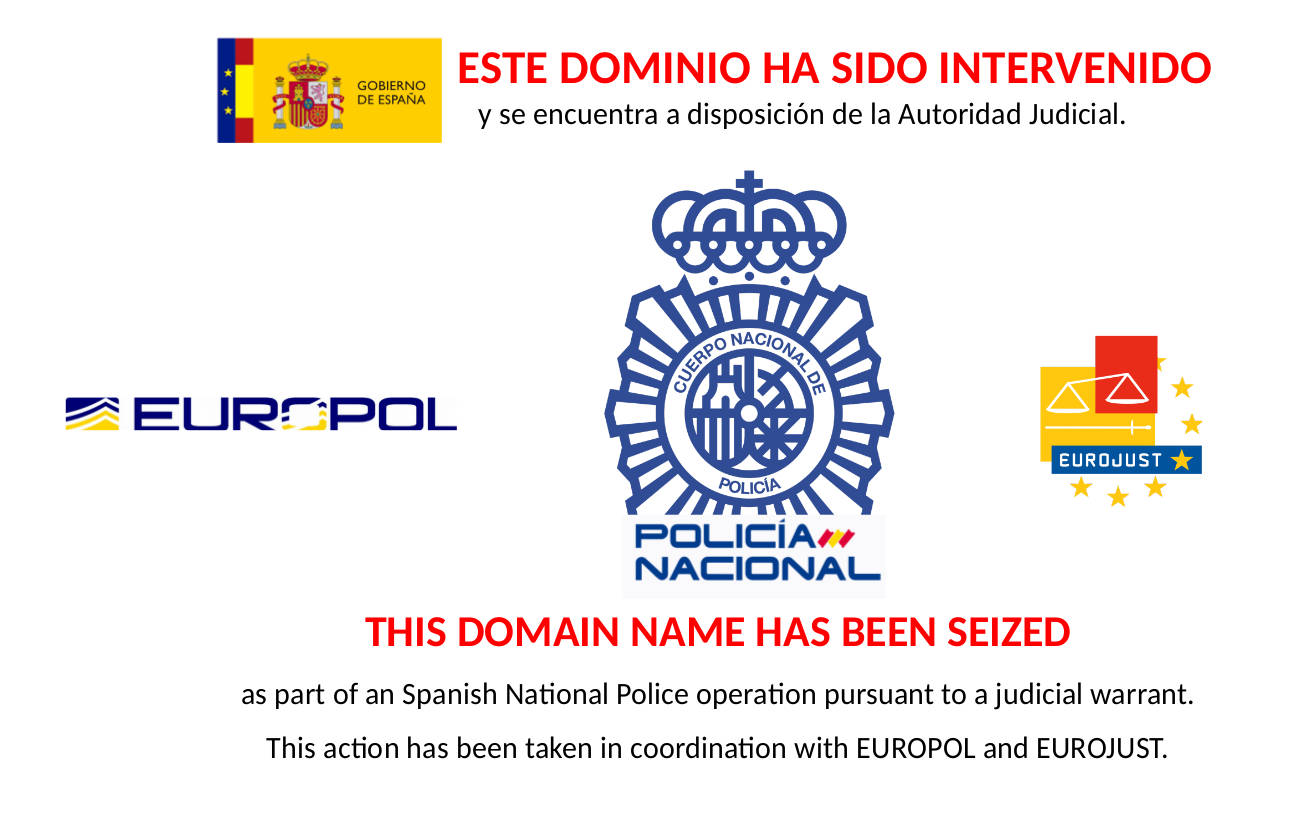 GOBIERNO
DE ESPAÑA
ESTE DOMINIO HA SIDO INTERVENIDO
y se encuentra a disposición de la Autoridad Judicial.
CUERPO NACIONAL DE
POLICÍA
EUROPOL
EUROJUST
POLICÍA
NACIONAL
THIS DOMAIN NAME HAS BEEN SEIZED
as part of an Spanish National Police operation pursuant to a judicial warrant.
This action has been taken in coordination with EUROPOL and EUROJUST.